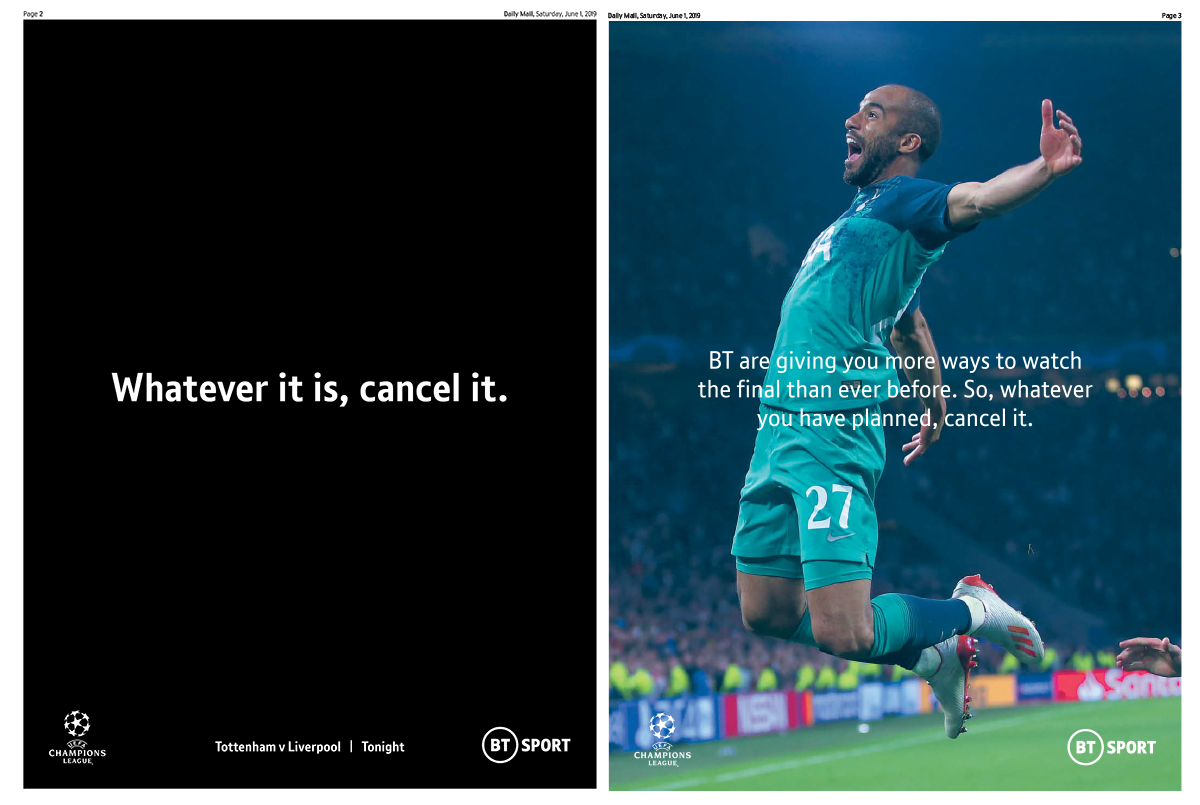 Page 2
Daily Mail, Saturday, June 1, 2019
Whatever it is, cancel it.
UEFA
CHAMPIONS
LEAGUE
Tottenham v Liverpool | Tonight
BT SPORT
Daily Mail, Saturday, June 1, 2019
Page 3
BT are giving you more ways to watch
the final than ever before. So, whatever
you have planned, cancel it.
27
UEFA
CHAMPIONS
LEAGUE
BT SPORT